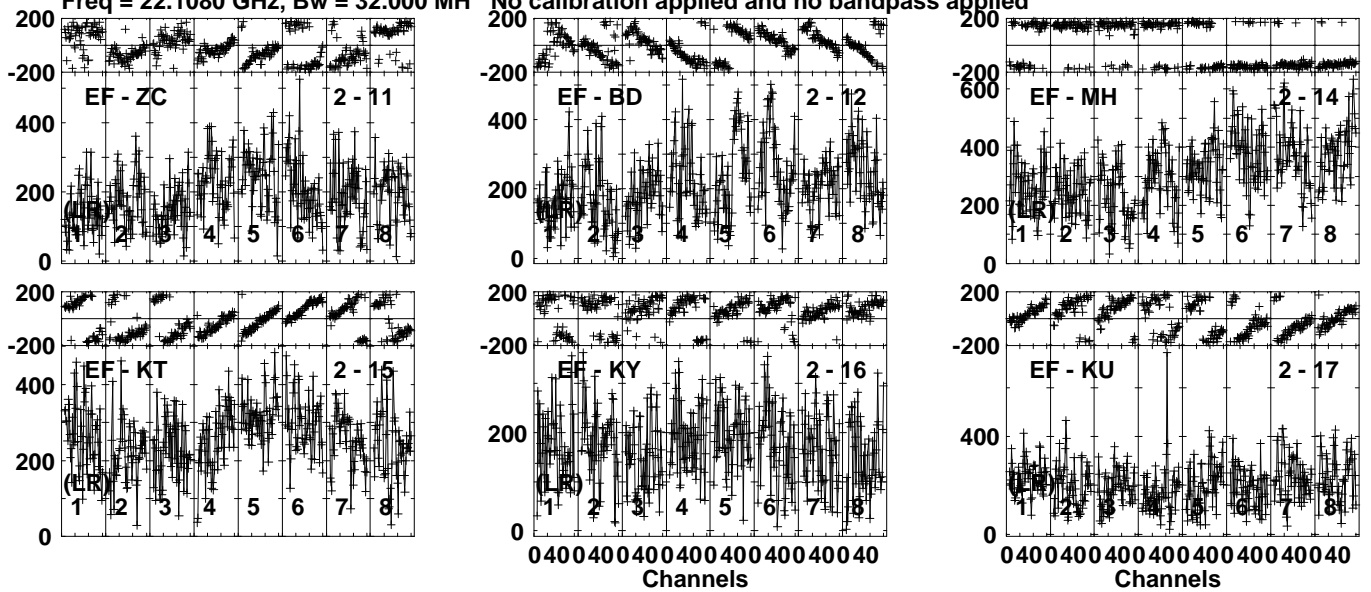 Freq = 22.1080 GHz, Bw = 32.000 MH No calibration applied and no bandpass applied
200
-200
EF - ZC 2 - 11
400
200
(LR)
1 2 3 4 5 6 7 8
0
EF - BD 2 - 12
400
200
(LR)
1 2 3 4 5 6 7 8
0
200
-200
600
EF - MH 2 - 14
400
200
(LR)
1 2 3 4 5 6 7 8
0
200
-200
EF - KT 2 - 15
400
200
(LR)
1 2 3 4 5 6 7 8
0
EF - KY 2 - 16
200
(LR)
1 2 3 4 5 6 7 8
0
0 40 0 40 0 40 0 40 0 40 0 40 0 40 0 40
Channels
200
-200
EF - KU 2 - 17
400
200
(LR)
1 2 3 4 5 6 7 8
0
0 40 0 40 0 40 0 40 0 40 0 40 0 40 0 40
Channels